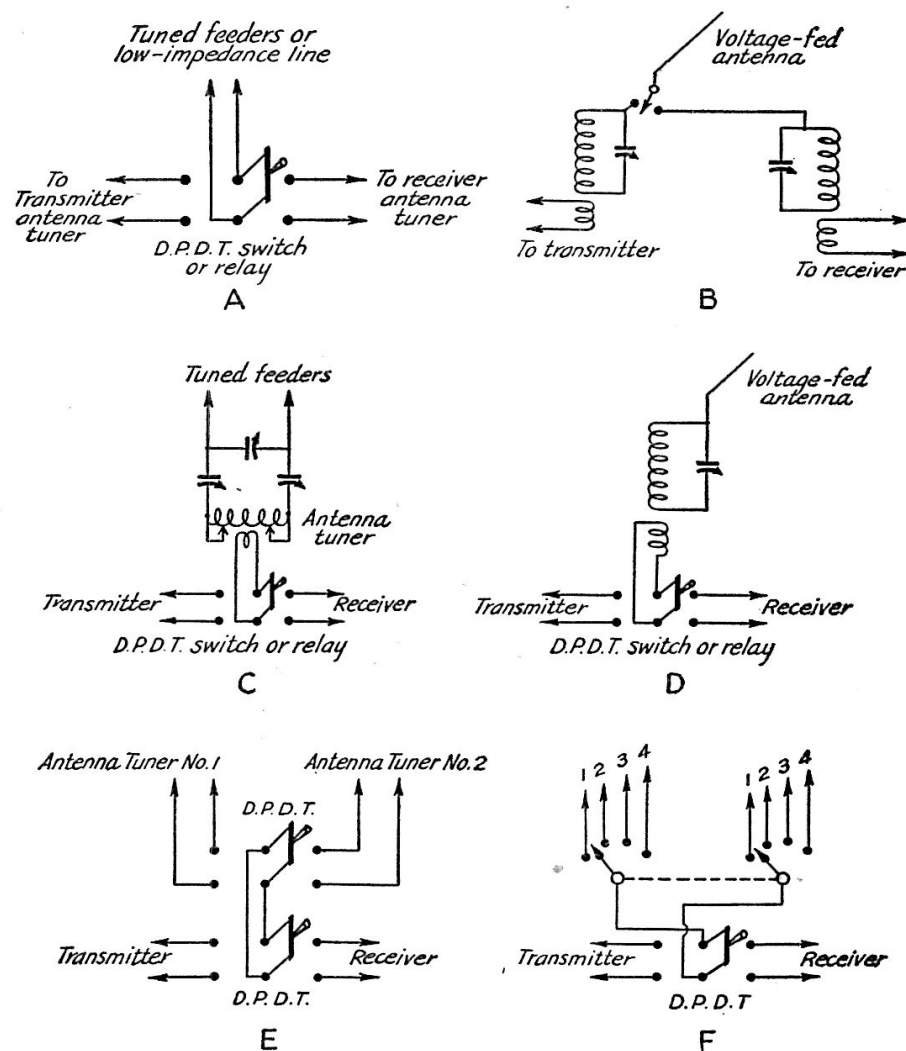 Tuned feeders or
low-impedance line
To
Transmitter
antenna
tuner
To receiver
antenna
tuner
D.P.D.T. switch
or relay
A
Voltage-fed
antenna
To transmitter
To receiver
B
Tuned feeders
Antenna
tuner
Transmitter
Receiver
D.P.D.T. switch or relay
C
Voltage-fed
antenna
Transmitter
Receiver
D.P.D.T. switch or relay
D
Antenna Tuner No.1
Antenna Tuner No.2
D.P.D.T.
Transmitter
Receiver
D.P.D.T.
E
1 2 3 4
1 2 3 4
Transmitter
Receiver
D.P.D.T
F